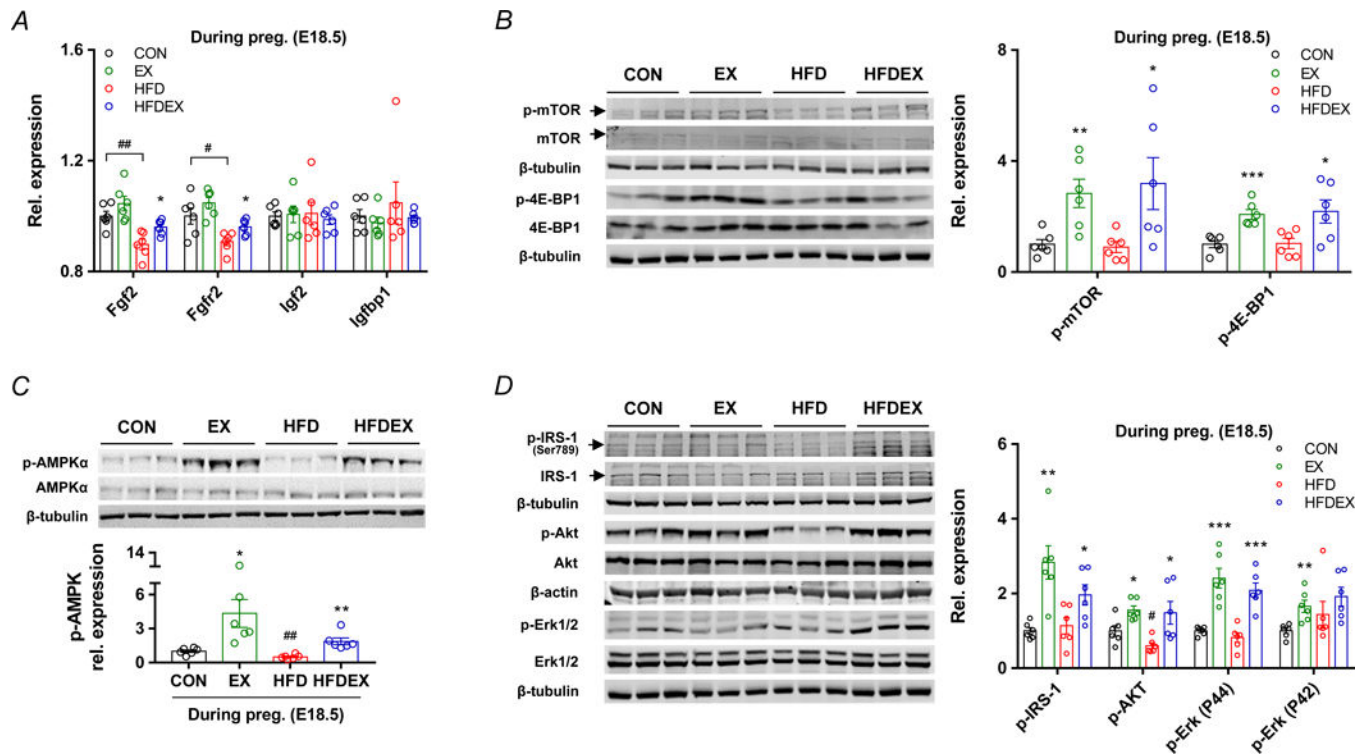 A
During preg. (E18.5)
1.6
1.2
1.0
0.8
Rel. expression
CON
EX
HFD
HFDEX
##
#
*
*
Fgf2
Fgfr2
Igf2
Igfbp1
B
CON EX HFD HFDEX
p-mTOR
mTOR
β-tubulin
p-4E-BP1
4E-BP1
β-tubulin
During preg. (E18.5)
8
4
2
0
Rel. expression
CON
EX
HFD
HFDEX
**
*
***
*
p-mTOR
p-4E-BP1
C
CON EX HFD HFDEX
p-AMPKα
AMPKα
β-tubulin
p-AMPK
rel. expression
14
6
3
0
*
##
**
CON EX HFD HFDEX
During preg. (E18.5)
D
CON EX HFD HFDEX
p-IRS-1
(Ser789)
IRS-1
β-tubulin
p-Akt
Akt
β-actin
p-Erk1/2
Erk1/2
β-tubulin
During preg. (E18.5)
6
4
2
1
0
Rel. expression
CON
EX
HFD
HFDEX
**
*
*
#
*
***
***
**
p-IRS-1
p-AKT
p-Erk (P44)
p-Erk (P42)